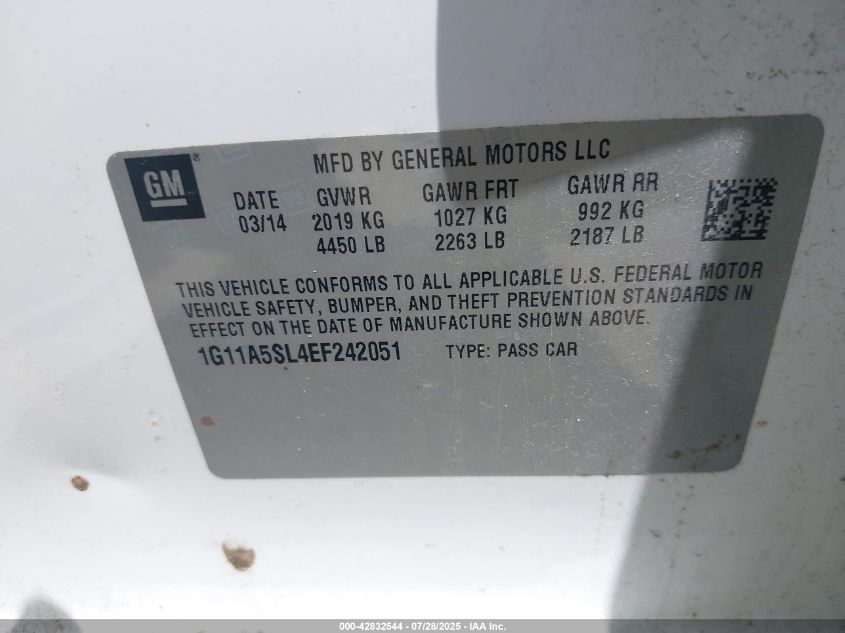 GM®
MFD BY GENERAL MOTORS LLC
DATE GVWR GAWR FRT GAWR RR
03/14 2019 KG 1027 KG 992 KG
4450 LB 2263 LB 2187 LB
THIS VEHICLE CONFORMS TO ALL APPLICABLE U.S. FEDERAL MOTOR
VEHICLE SAFETY, BUMPER, AND THEFT PREVENTION STANDARDS IN
EFFECT ON THE DATE OF MANUFACTURE SHOWN ABOVE.
1G11A5SL4EF242051 TYPE: PASS CAR
000-42832544 - 07/28/2025 - IAA Inc.